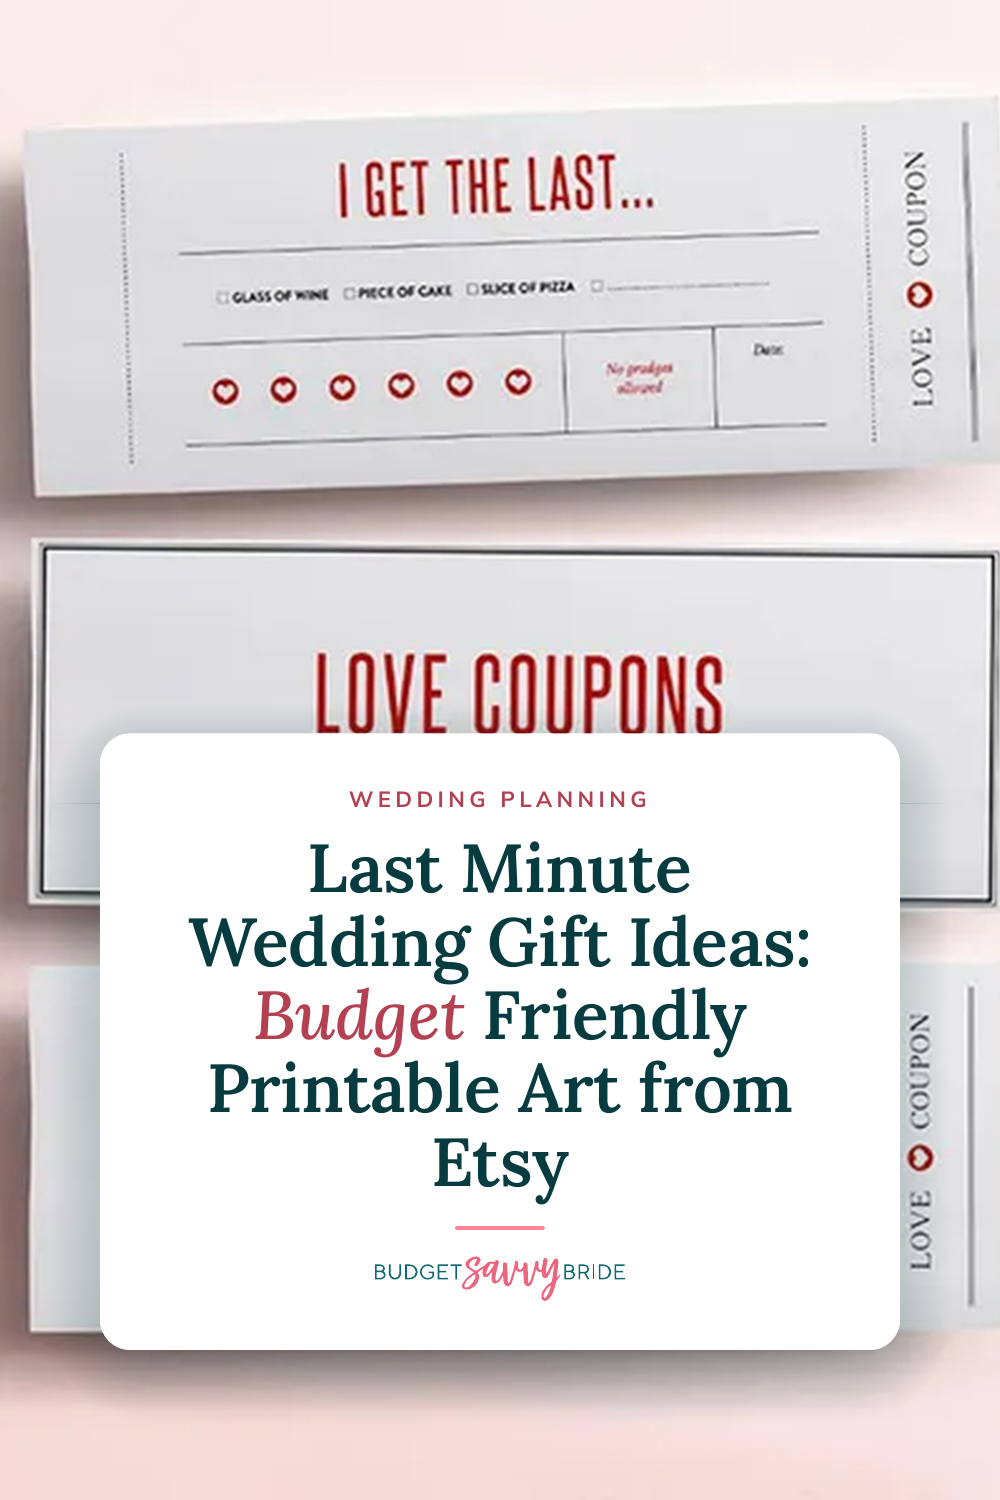 I GET THE LAST...
GLASS OF WINE PIECE OF CAKE SLICE OF PIZZA
No grudges
allowed
Date:
LOVE COUPON
LOVE COUPONS
WEDDING PLANNING
Last Minute
Wedding Gift Ideas:
Budget Friendly
Printable Art from
Etsy
BUDGET savvy BRIDE
LOVE COUPON